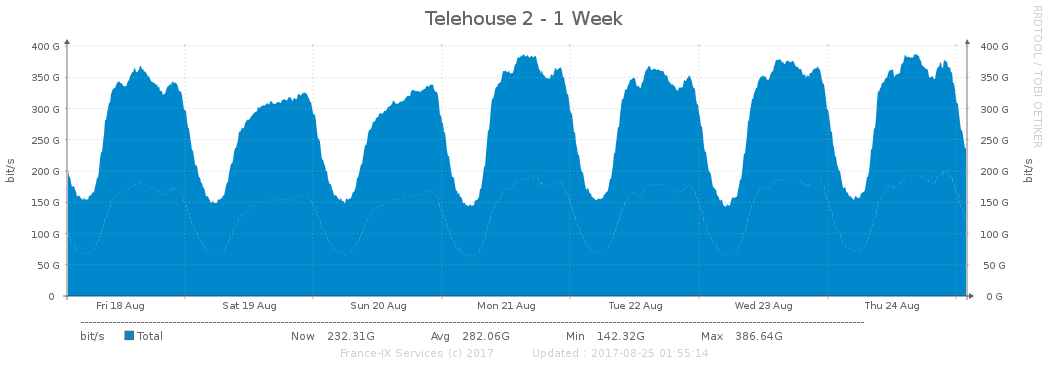 Telehouse 2 - 1 Week
RRDTOOL / TOBI OETIKER
bit/s
bit/s
400 G 400 G
350 G 350 G
300 G 300 G
250 G 250 G
200 G 200 G
150 G 150 G
100 G 100 G
50 G 50 G
0 0 G
Fri 18 Aug Sat 19 Aug Sun 20 Aug Mon 21 Aug Tue 22 Aug Wed 23 Aug Thu 24 Aug
bit/s Total Now 232.31G Avg 282.06G Min 142.32G Max 386.64G
France-IX Services (c) 2017 Updated : 2017-08-25 01:55:14